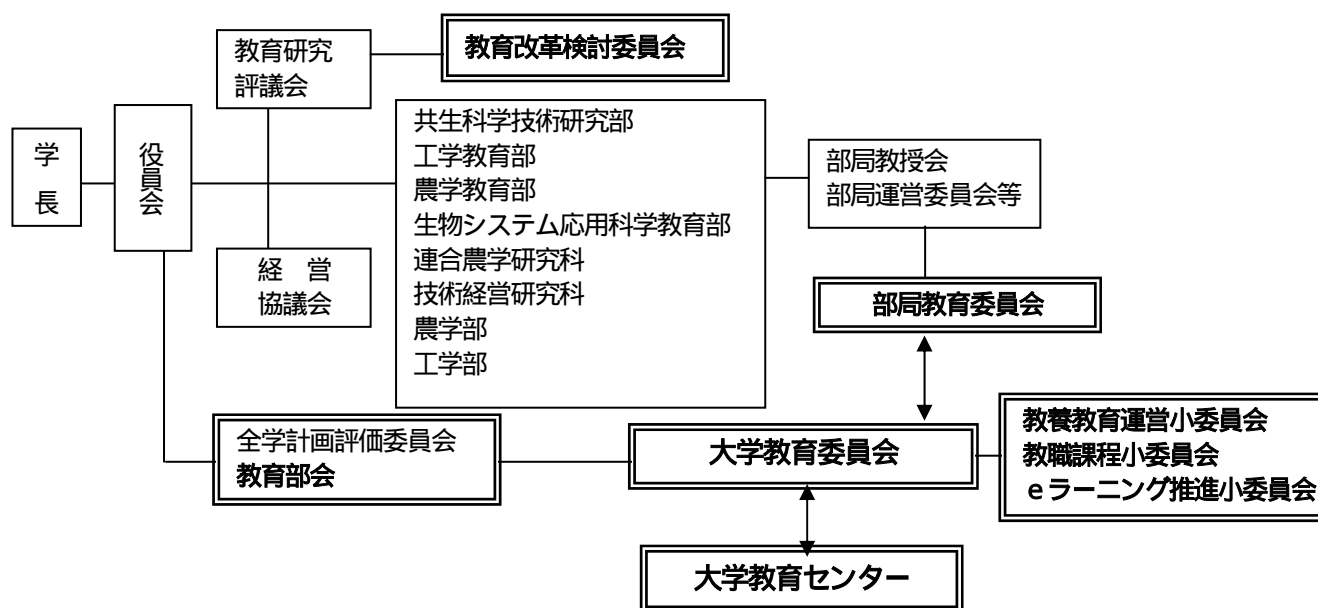 学
長
役員会
教育研究
評議会
教育改革検討委員会
経　営
協議会
共生科学技術研究部
工学教育部
農学教育部
生物システム応用科学教育部
連合農学研究科
技術経営研究科
農学部
工学部
部局教授会
部局運営委員会等
部局教育委員会
全学計画評価委員会
教育部会
大学教育委員会
教養教育運営小委員会
教職課程小委員会
ｅラーニング推進小委員会
大学教育センター